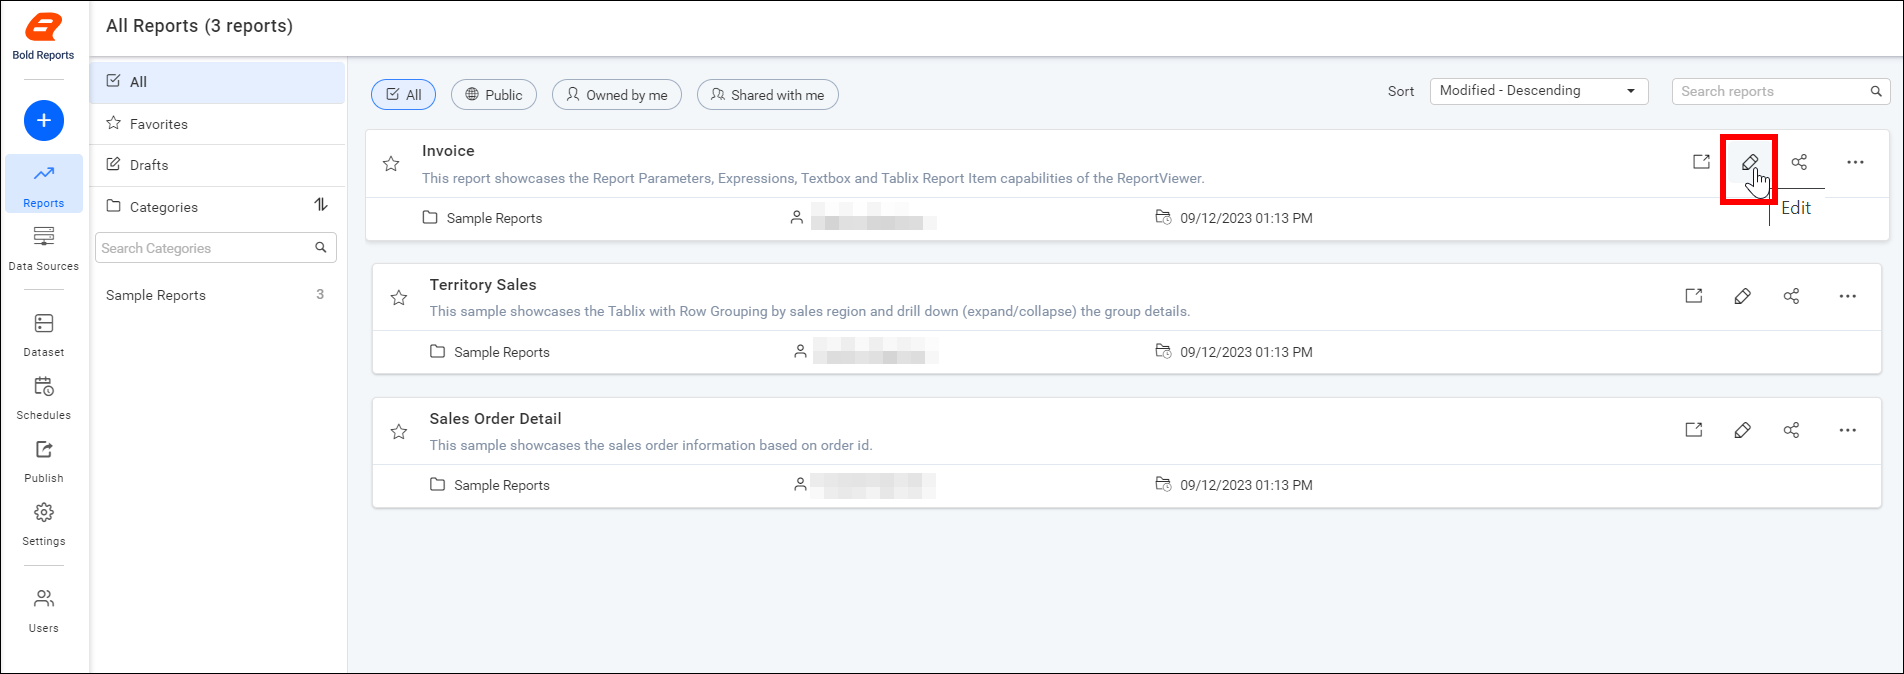 Bold Reports
Reports
Data Sources
Dataset
Schedules
Publish
Settings
Users
All Reports (3 reports)
All
Favorites
Drafts
Categories
Search Categories
Sample Reports 3
All Public Owned by me Shared with me
Sort Modified - Descending Search reports
Invoice
This report showcases the Report Parameters, Expressions, Textbox and Tablix Report Item capabilities of the ReportViewer.
Edit
Sample Reports 09/12/2023 01:13 PM
Territory Sales
This sample showcases the Tablix with Row Grouping by sales region and drill down (expand/collapse) the group details.
Sample Reports 09/12/2023 01:13 PM
Sales Order Detail
This sample showcases the sales order information based on order id.
Sample Reports 09/12/2023 01:13 PM